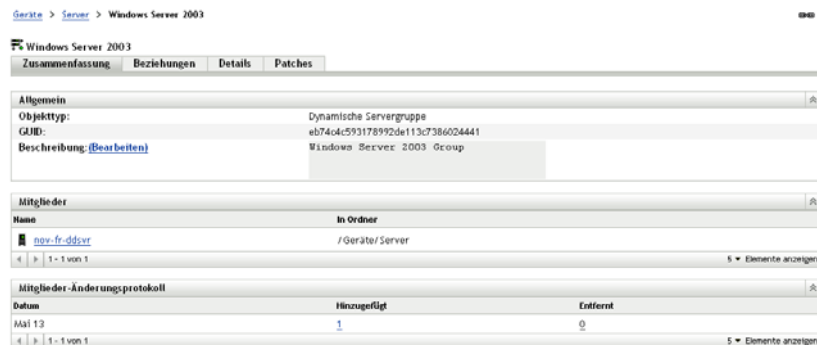 Geräte > Server > Windows Server 2003
Windows Server 2003
Zusammenfassung Beziehungen Details Patches
Allgemein
Objekttyp: Dynamische Servergruppe
GUID: eb74c4c593178992de113c7386024441
Beschreibung:(Bearbeiten) Windows Server 2003 Group
Mitglieder
Name In Ordner
nov-fr-ddsvr /Geräte/Server
1 - 1 von 1 5 Elemente anzeigen
Mitglieder-Änderungsprotokoll
Datum Hinzugefügt Entfernt
Mai 13 1 0
1 - 1 von 1 5 Elemente anzeigen